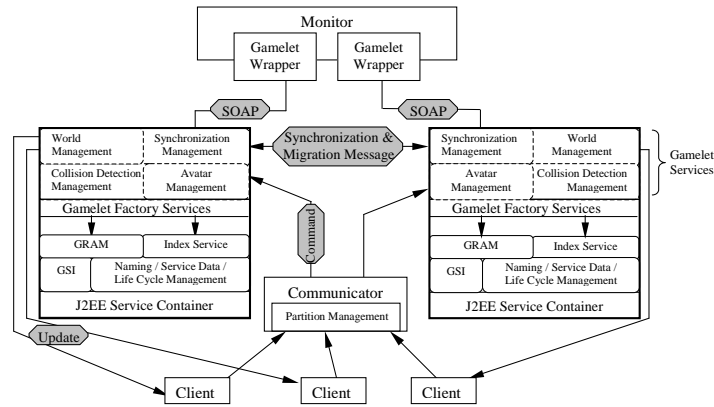 Monitor
Gamelet
Wrapper
Gamelet
Wrapper
SOAP
SOAP
World
Management
Synchronization
Management
Collision Detection
Management
Avatar
Management
Gamelet Factory Services
GRAM
Index Service
GSI
Naming / Service Data /
Life Cycle Management
J2EE Service Container
Synchronization &
Migration Message
Synchronization
Management
World
Management
Avatar
Management
Collision Detection
Management
Gamelet Factory Services
GRAM
Index Service
GSI
Naming / Service Data /
Life Cycle Management
J2EE Service Container
Gamelet
Services
Command
Communicator
Partition Management
Update
Client
Client
Client